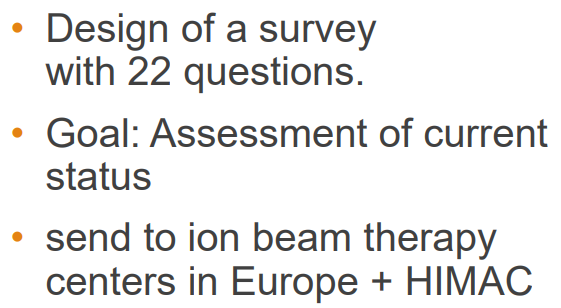 • Design of a survey
with 22 questions.
• Goal: Assessment of current
status
• send to ion beam therapy
centers in Europe + HIMAC